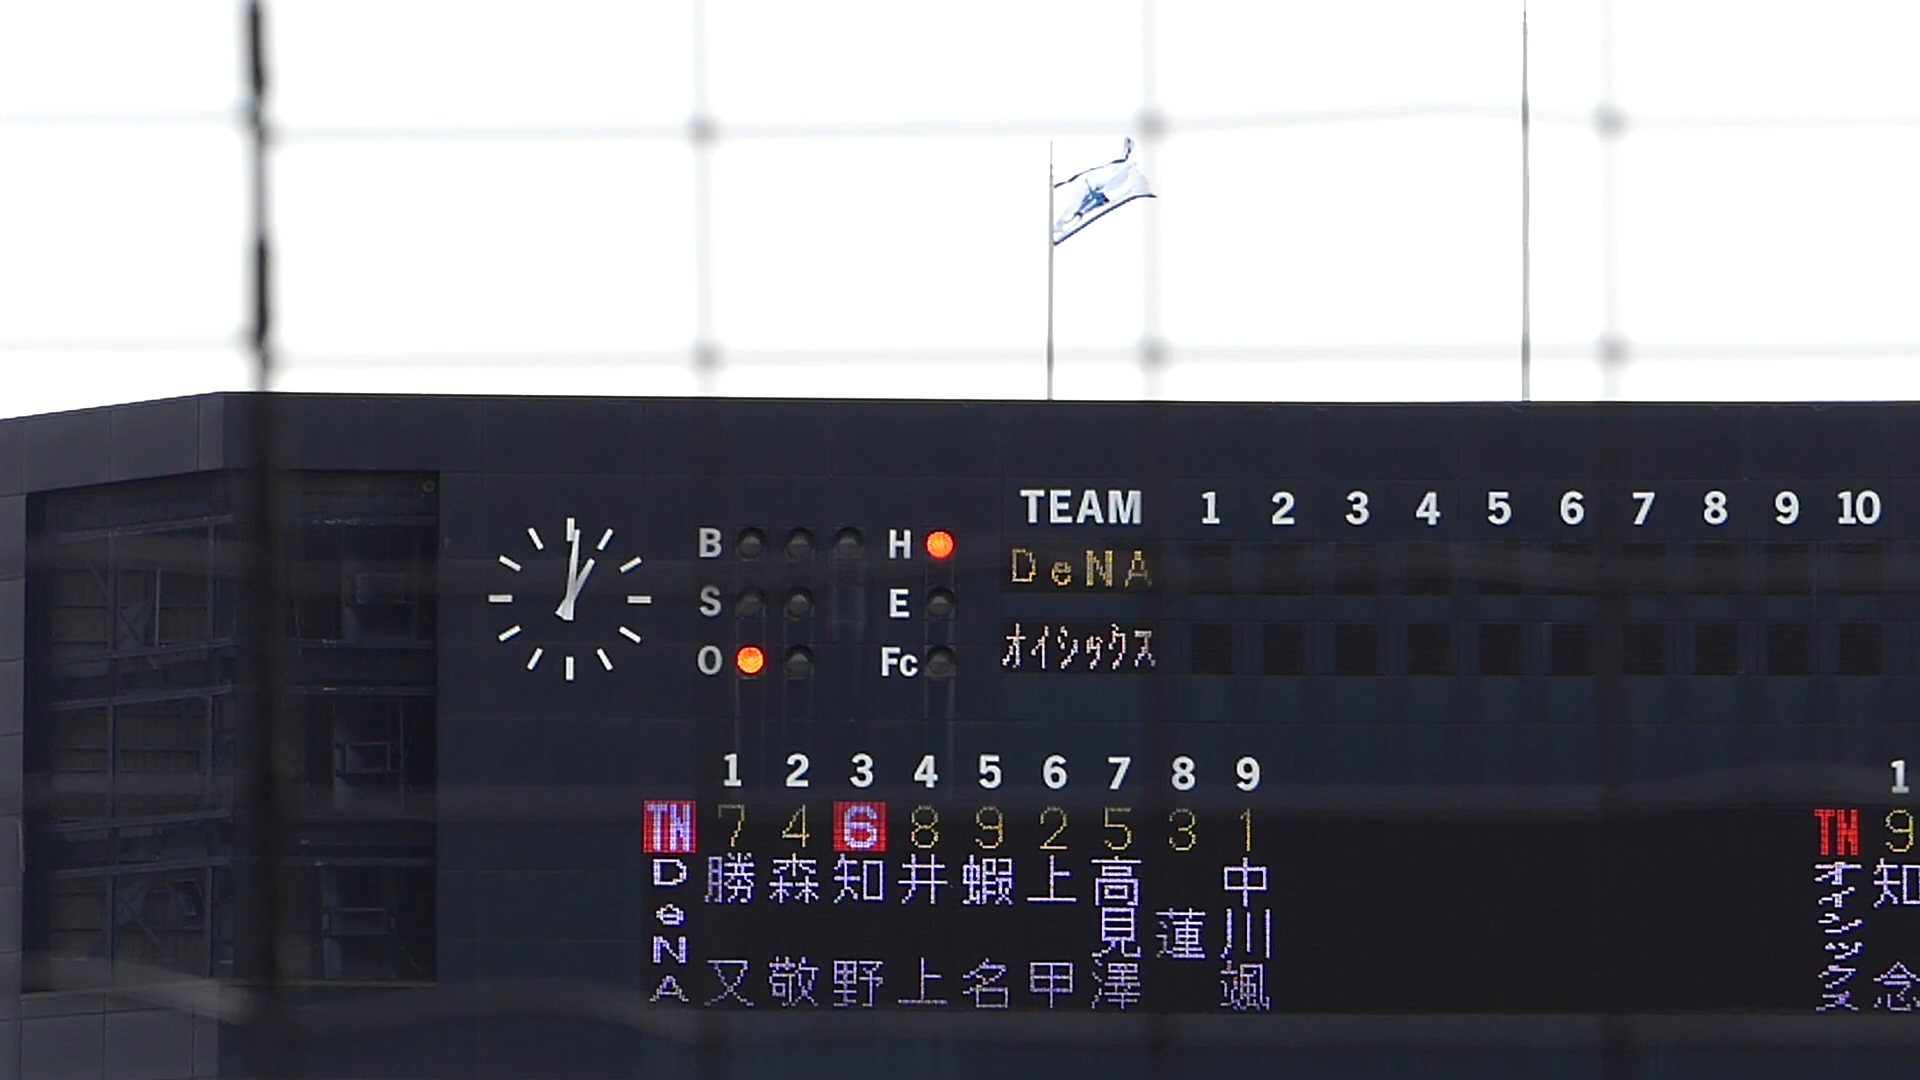 TEAM 1 2 3 4 5 6 7 8 9 10
B H
DeNA
S E
オイシックス
O Fc
1 2 3 4 5 6 7 8 9
TH 7 4 6 8 9 2 5 3 1
DeNA
勝又
森敬
知野
井上
蝦名
上甲
高見澤
蓮
中川颯
1
TH 9
オイシックス
知念